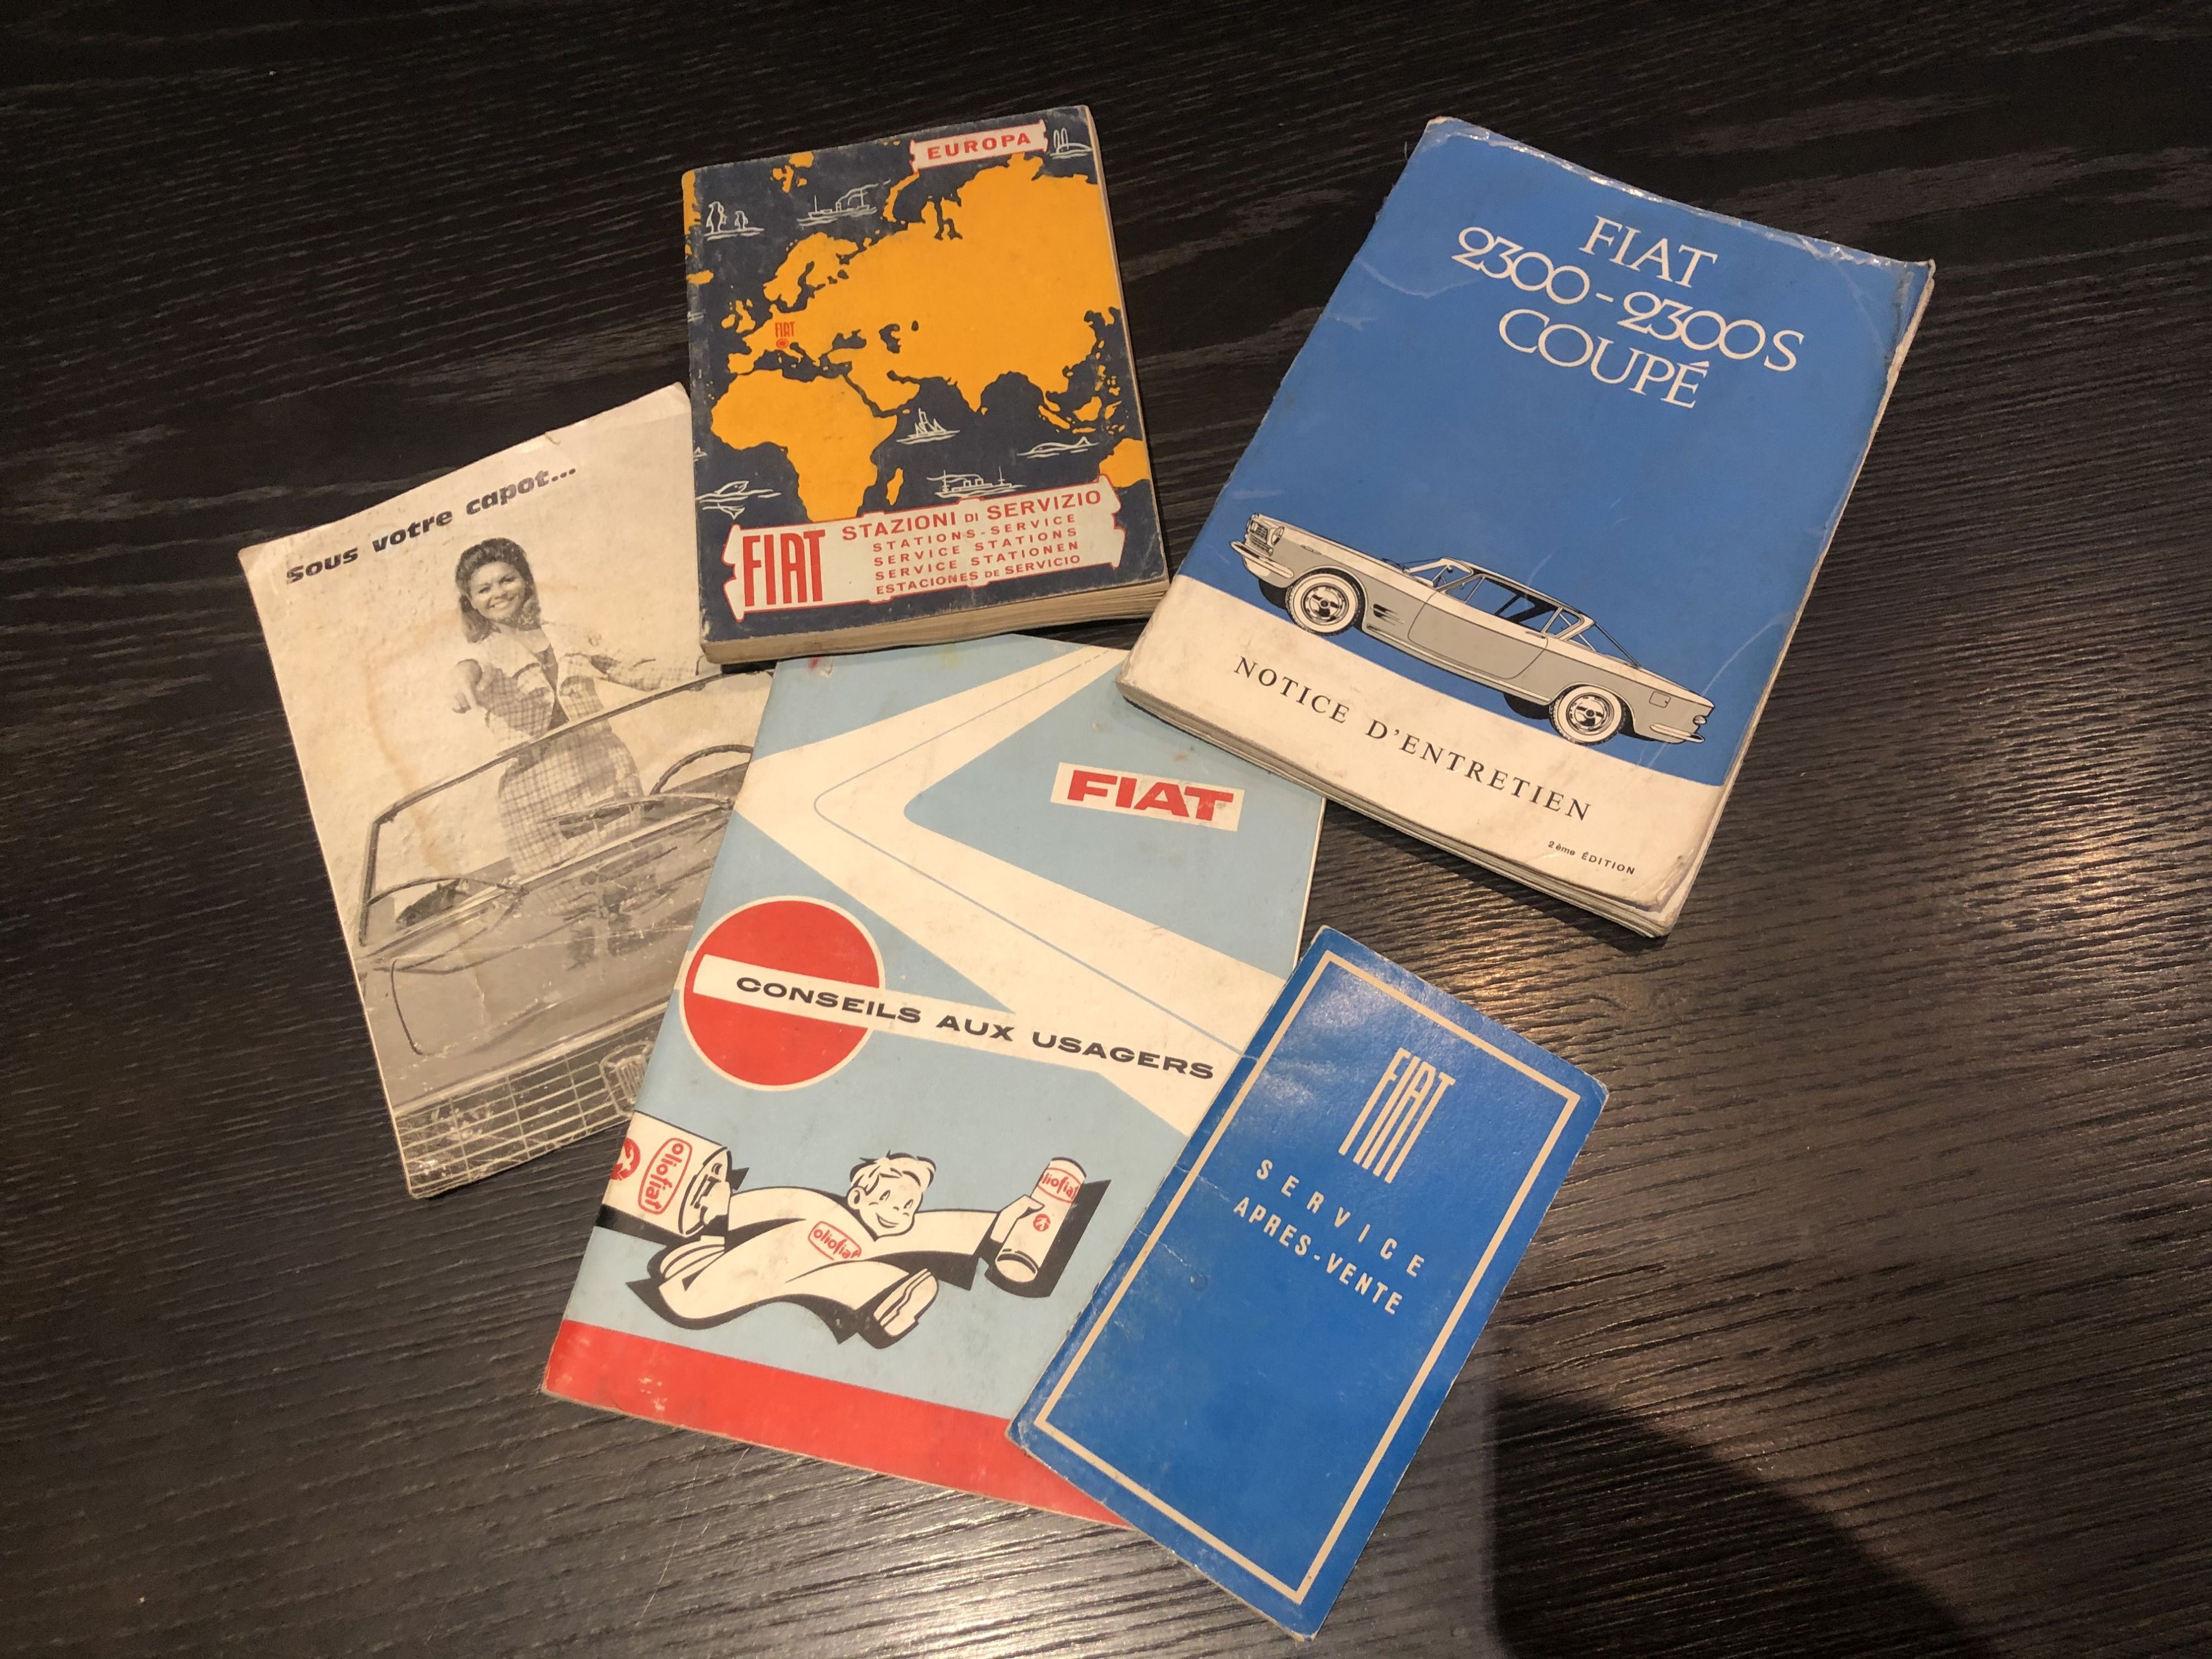 EUROPA
FIAT
FIAT
STAZIONI DI SERVIZIO
STATIONS-SERVICE
SERVICE STATIONS
SERVICE STATIONEN
ESTACIONES DE SERVICIO
FIAT
2300-2300S
COUPÉ
NOTICE D'ENTRETIEN
2ème ÉDITION
Sous votre capot...
FIAT
CONSEILS AUX USAGERS
oliofiat
oliofiat
oliofiat
FIAT
SERVICE
APRES-VENTE